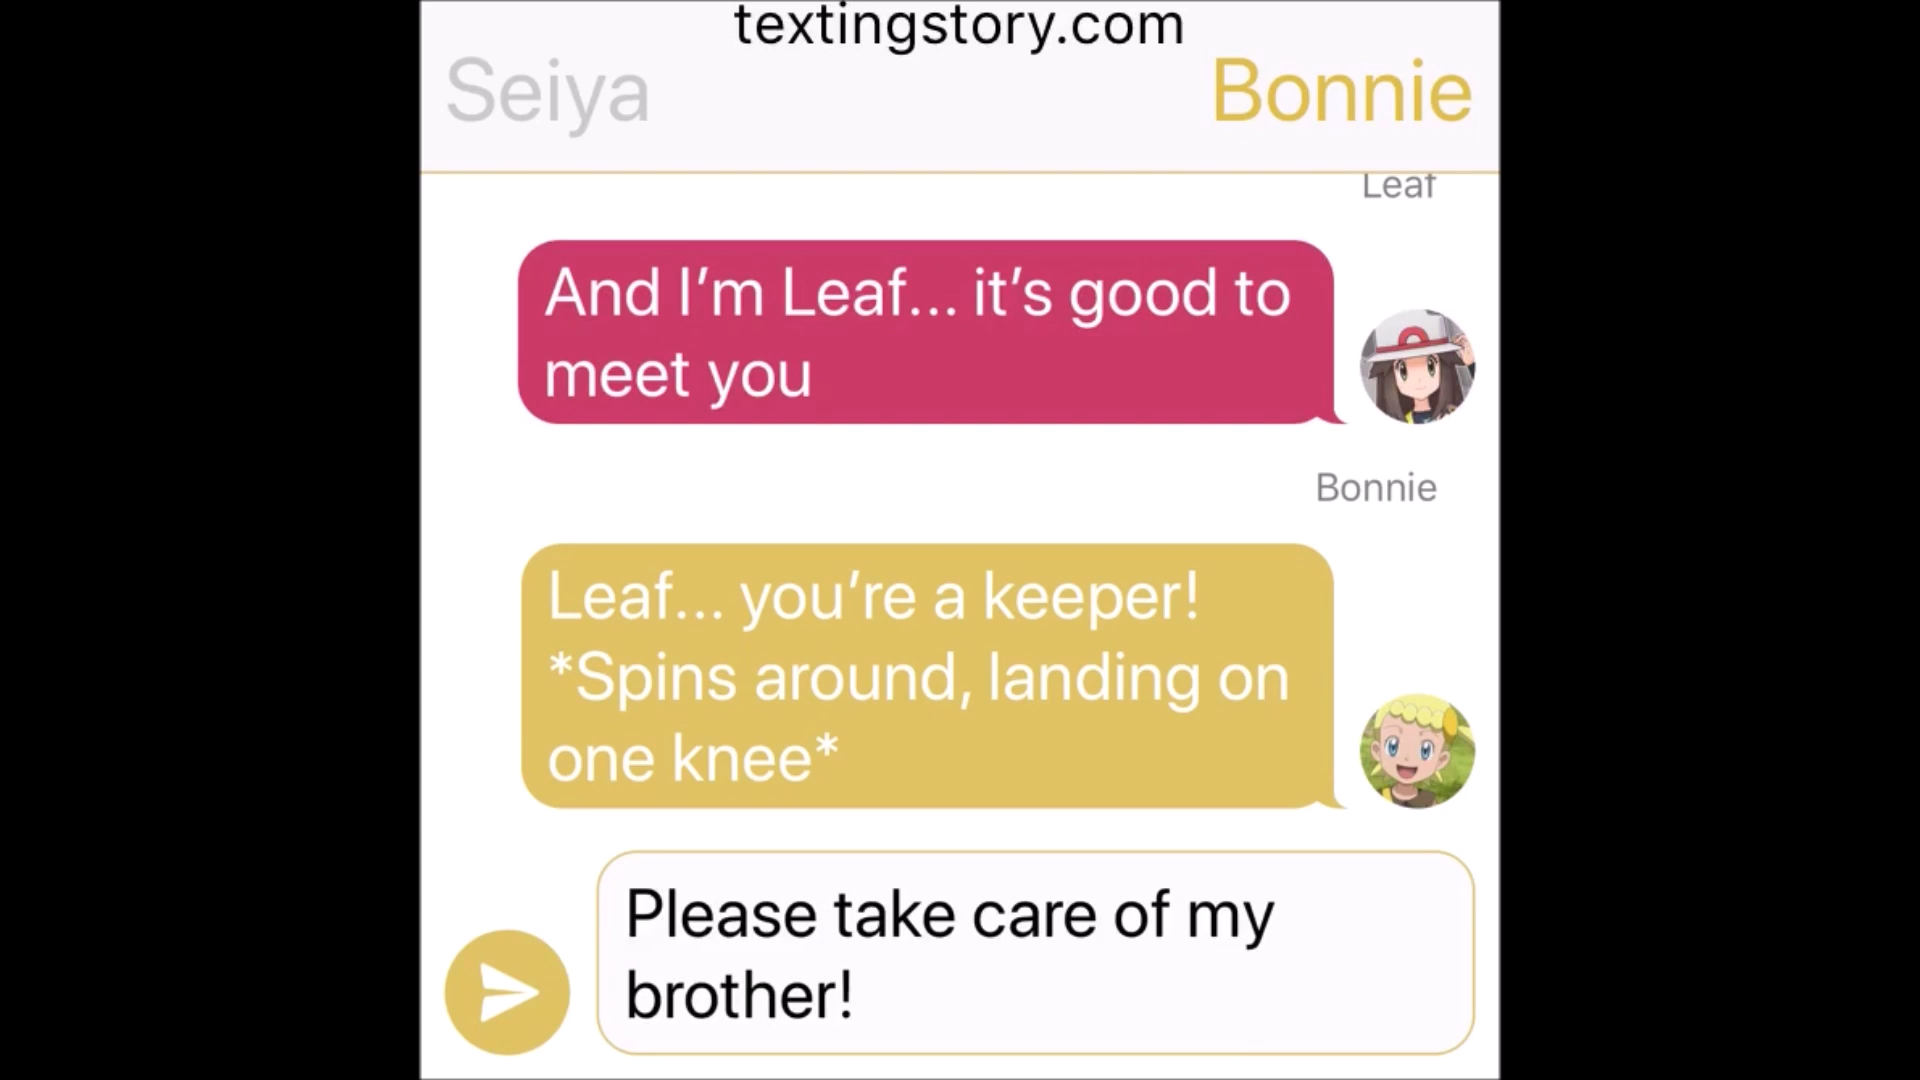 textingstory.com
Seiya
Bonnie
Leaf
And I’m Leaf... it’s good to
meet you
Bonnie
Leaf... you’re a keeper!
*Spins around, landing on
one knee*
Please take care of my
brother!